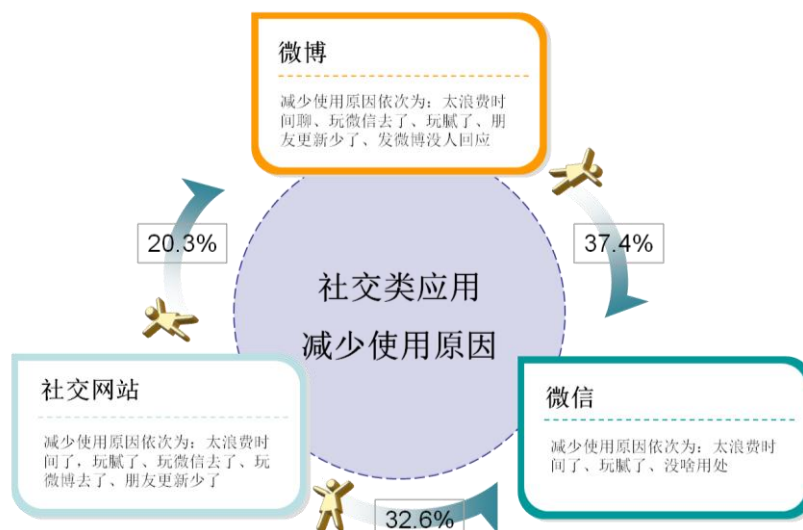 微博
减少使用原因依次为：太浪费时
间聊、玩微信去了、玩腻了、朋
友更新少了、发微博没人回应
20.3%
37.4%
社交类应用
减少使用原因
社交网站
减少使用原因依次为：太浪费时
间了，玩腻了、玩微信去了、玩
微博去了、朋友更新少了
微信
减少使用原因依次为：太浪费时
间了、玩腻了、没啥用处
32.6%